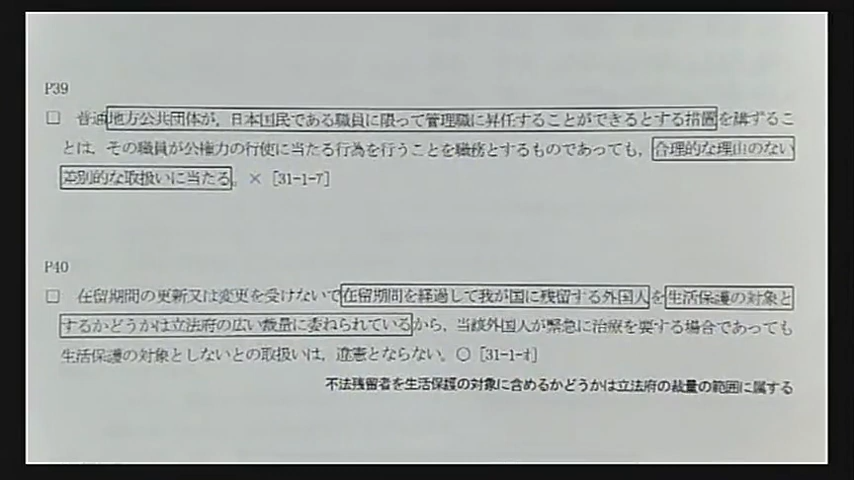 P39
□ 普通地方公共団体が，日本国民である職員に限って管理職に昇任することができるとする措置を講ずるこ
とは，その職員が公権力の行使に当たる行為を行うことを職務とするものであっても，合理的な理由のない
差別的な取扱いに当たる。× [31-1-ｱ]
P40
□ 在留期間の更新又は変更を受けないで在留期間を経過して我が国に残留する外国人を生活保護の対象と
するかどうかは立法府の広い裁量に委ねられているから，当該外国人が緊急に治療を要する場合であっても
生活保護の対象としないとの取扱いは，違憲とならない。○ [31-1-ｵ]
不法残留者を生活保護の対象に含めるかどうかは立法府の裁量の範囲に属する